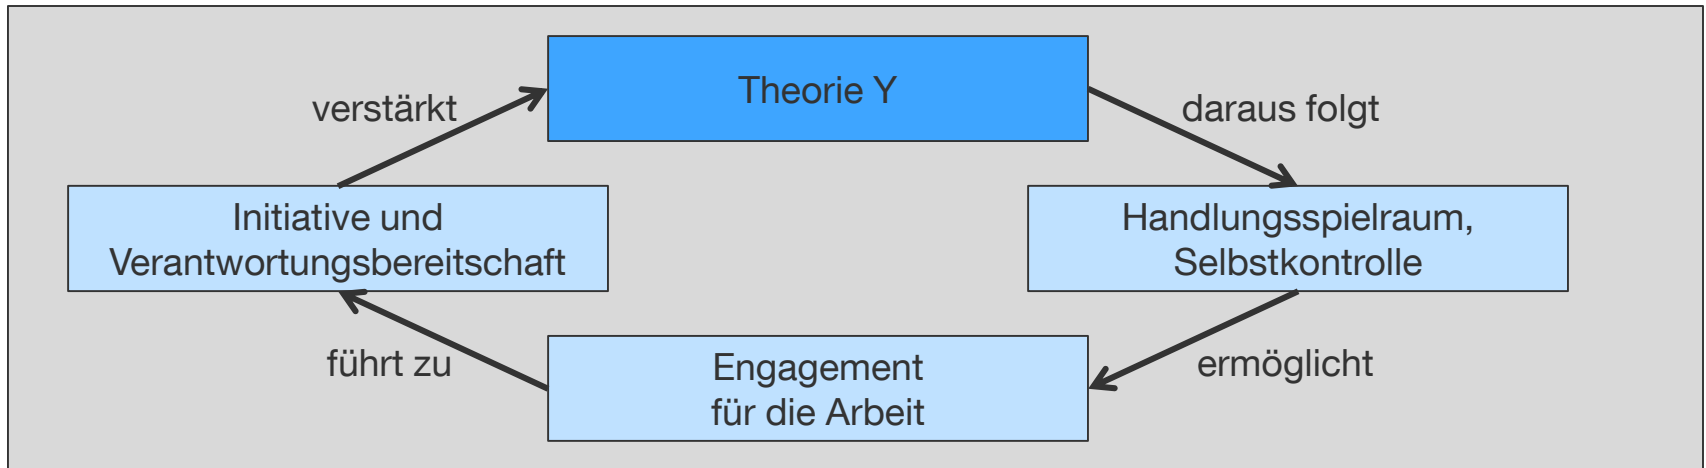 Theorie Y
verstärkt
daraus folgt
Initiative und
Verantwortungsbereitschaft
Handlungsspielraum,
Selbstkontrolle
führt zu
Engagement
für die Arbeit
ermöglicht